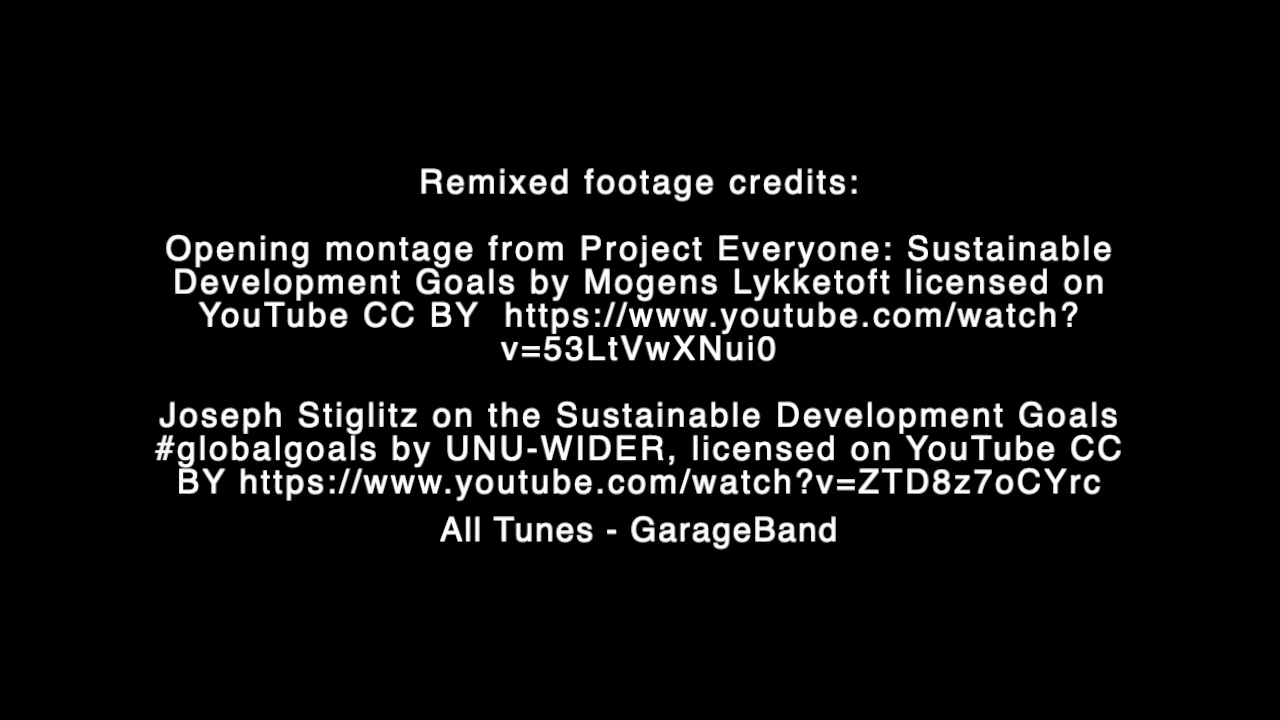 Remixed footage credits:
Opening montage from Project Everyone: Sustainable
Development Goals by Mogens Lykketoft licensed on
YouTube CC BY  https://www.youtube.com/watch?
v=53LtVwXNui0
Joseph Stiglitz on the Sustainable Development Goals
#globalgoals by UNU-WIDER, licensed on YouTube CC
BY https://www.youtube.com/watch?v=ZTD8z7oCYrc
All Tunes - GarageBand